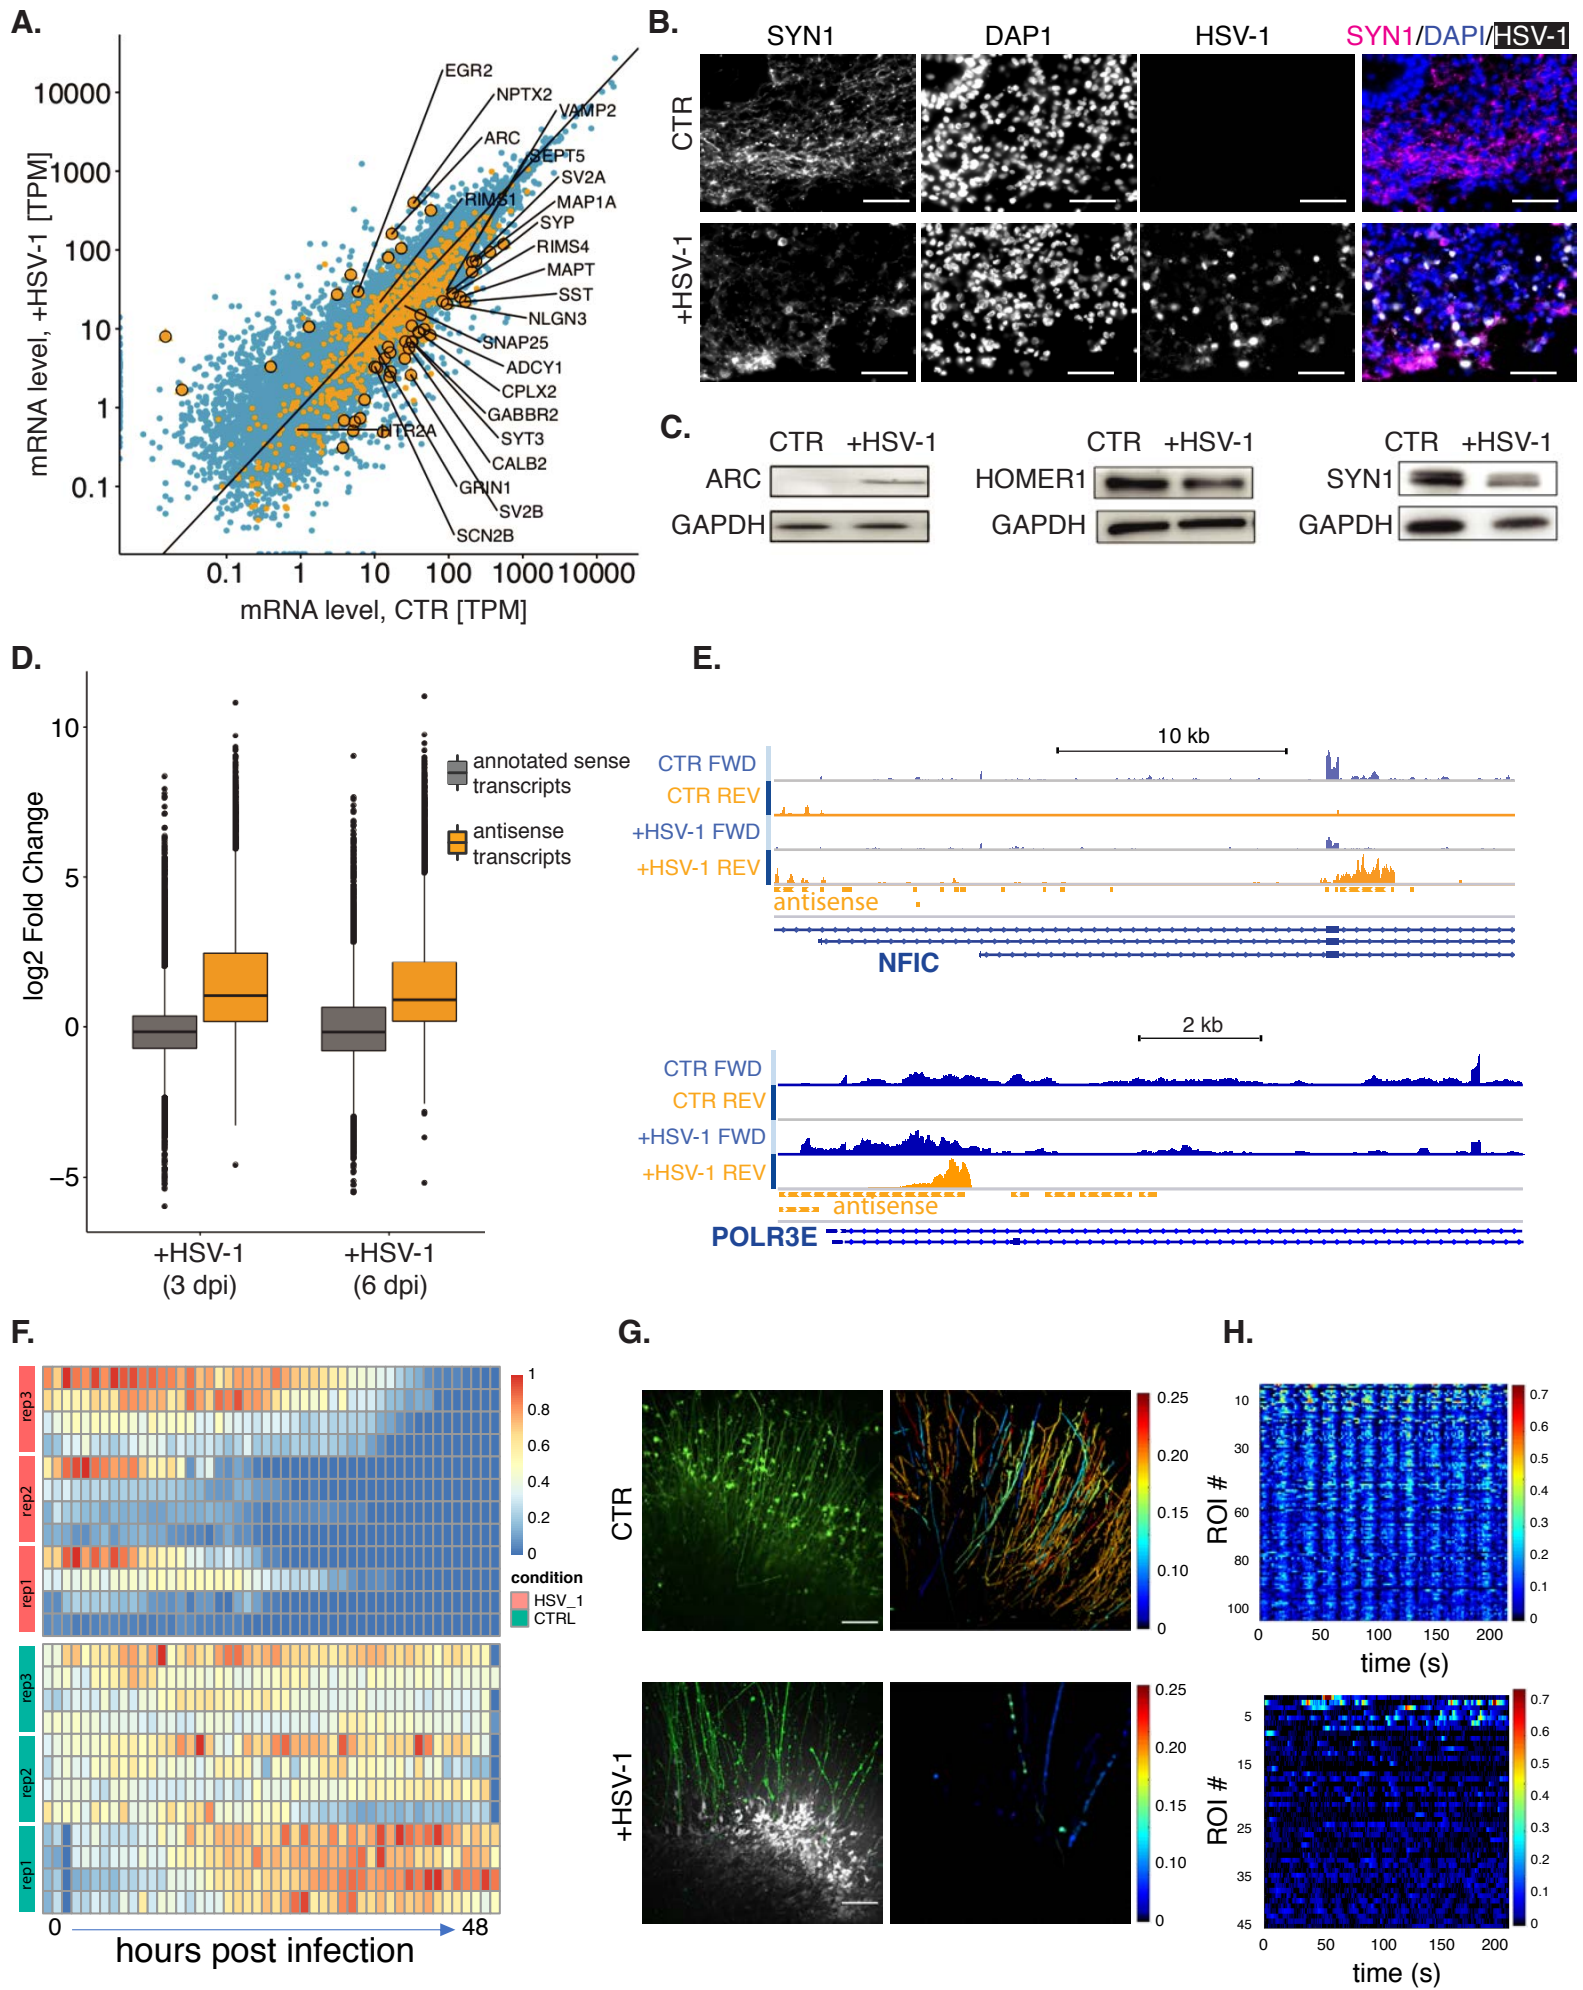 A.
mRNA level, +HSV-1 [TPM]
10000
1000
100
10
1
0.1
EGR2
NPTX2
VAMP2
ARC
SEPT5
SV2A
RIMS1
MAP1A
SYP
RIMS4
MAPT
SST
NLGN3
SNAP25
ADCY1
CPLX2
GABBR2
HTR2A
SYT3
CALB2
GRIN1
SV2B
SCN2B
0.1 1 10 100 1000 10000
mRNA level, CTR [TPM]
B.
SYN1 DAP1 HSV-1 SYN1/DAPI/HSV-1
CTR
+HSV-1
C.
CTR +HSV-1 CTR +HSV-1 CTR +HSV-1
ARC HOMER1 SYN1
GAPDH GAPDH GAPDH
D.
log2 Fold Change
10
5
0
−5
annotated sense
transcripts
antisense
transcripts
+HSV-1 +HSV-1
(3 dpi) (6 dpi)
E.
10 kb
CTR FWD
CTR REV
+HSV-1 FWD
+HSV-1 REV
antisense
NFIC
2 kb
CTR FWD
CTR REV
+HSV-1 FWD
+HSV-1 REV
antisense
POLR3E
F.
rep3
rep2
rep1
rep3
rep2
rep1
1
0.8
0.6
0.4
0.2
0
condition
HSV_1
CTRL
0 48
hours post infection
G.
CTR
0.25
0.20
0.15
0.10
0
+HSV-1
0.25
0.20
0.15
0.10
0
H.
ROI #
10
30
60
80
100
0 50 100 150 200
time (s)
0.7
0.6
0.5
0.4
0.3
0.2
0.1
0
ROI #
5
15
25
35
45
0 50 100 150 200
time (s)
0.7
0.6
0.5
0.4
0.3
0.2
0.1
0